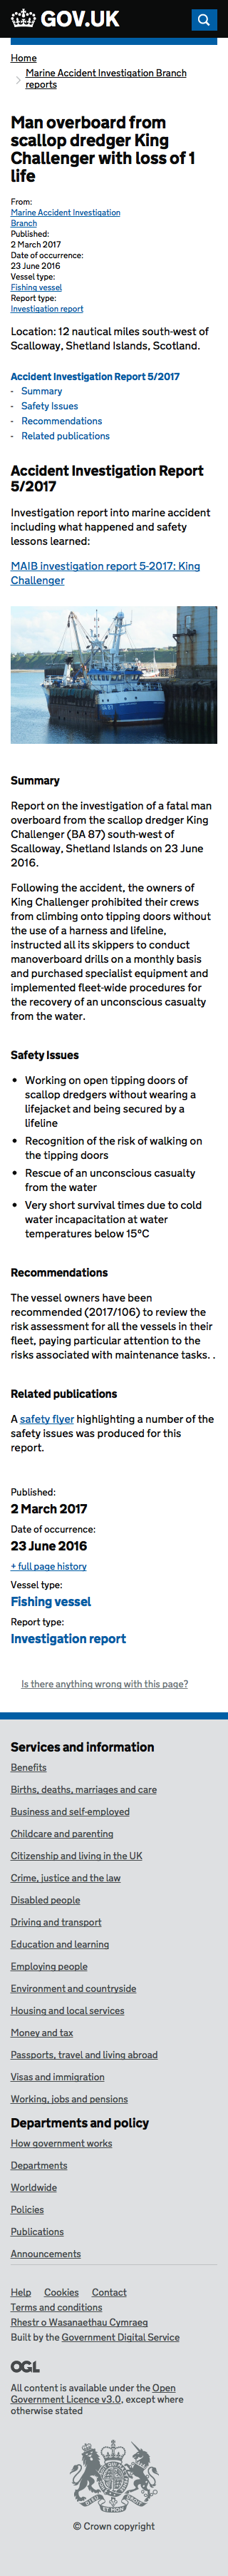 GOV.UK
Home
Marine Accident Investigation Branch
reports
Man overboard from
scallop dredger King
Challenger with loss of 1
life
From:
Marine Accident Investigation
Branch
Published:
2 March 2017
Date of occurrence:
23 June 2016
Vessel type:
Fishing vessel
Report type:
Investigation report
Location: 12 nautical miles south-west of
Scalloway, Shetland Islands, Scotland.
Accident Investigation Report 5/2017
- Summary
- Safety Issues
- Recommendations
- Related publications
Accident Investigation Report
5/2017
Investigation report into marine accident
including what happened and safety
lessons learned:
MAIB investigation report 5-2017: King
Challenger
Summary
Report on the investigation of a fatal man
overboard from the scallop dredger King
Challenger (BA 87) south-west of
Scalloway, Shetland Islands on 23 June
2016.
Following the accident, the owners of
King Challenger prohibited their crews
from climbing onto tipping doors without
the use of a harness and lifeline,
instructed all its skippers to conduct
manoverboard drills on a monthly basis
and purchased specialist equipment and
implemented fleet-wide procedures for
the recovery of an unconscious casualty
from the water.
Safety Issues
• Working on open tipping doors of
scallop dredgers without wearing a
lifejacket and being secured by a
lifeline
• Recognition of the risk of walking on
the tipping doors
• Rescue of an unconscious casualty
from the water
• Very short survival times due to cold
water incapacitation at water
temperatures below 15°C
Recommendations
The vessel owners have been
recommended (2017/106) to review the
risk assessment for all the vessels in their
fleet, paying particular attention to the
risks associated with maintenance tasks. .
Related publications
A safety flyer highlighting a number of the
safety issues was produced for this
report.
Published:
2 March 2017
Date of occurrence:
23 June 2016
+ full page history
Vessel type:
Fishing vessel
Report type:
Investigation report
Is there anything wrong with this page?
Services and information
Benefits
Births, deaths, marriages and care
Business and self-employed
Childcare and parenting
Citizenship and living in the UK
Crime, justice and the law
Disabled people
Driving and transport
Education and learning
Employing people
Environment and countryside
Housing and local services
Money and tax
Passports, travel and living abroad
Visas and immigration
Working, jobs and pensions
Departments and policy
How government works
Departments
Worldwide
Policies
Publications
Announcements
Help Cookies Contact
Terms and conditions
Rhestr o Wasanaethau Cymraeg
Built by the Government Digital Service
OGL
All content is available under the Open
Government Licence v3.0, except where
otherwise stated
© Crown copyright